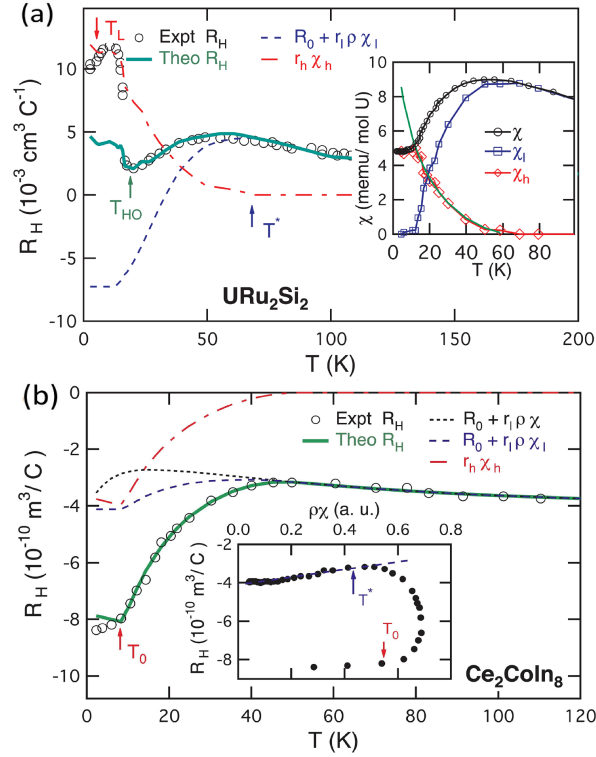 (a)
T_L
Expt R_H
Theo R_H
R_0 + r_l ρ χ_l
r_h χ_h
10
5
0
-5
-10
R_H (10^-3 cm^3 C^-1)
T_HO
T^*
URu_2Si_2
0
50
100
150
200
T (K)
10
8
6
4
2
0
χ (memu/ mol U)
χ
χ_l
χ_h
0
20
40
60
80
100
T (K)
(b)
0
-2
-4
-6
-8
-10
R_H (10^-10 m^3/ C)
Expt R_H
Theo R_H
R_0 + r_l ρ χ
R_0 + r_l ρ χ_l
r_h χ_h
T_0
ρχ (a. u.)
0.0
0.2
0.4
0.6
0.8
-2
-4
-6
-8
R_H (10^-10 m^3/ C)
T^*
T_0
Ce_2CoIn_8
0
20
40
60
80
100
120
T (K)